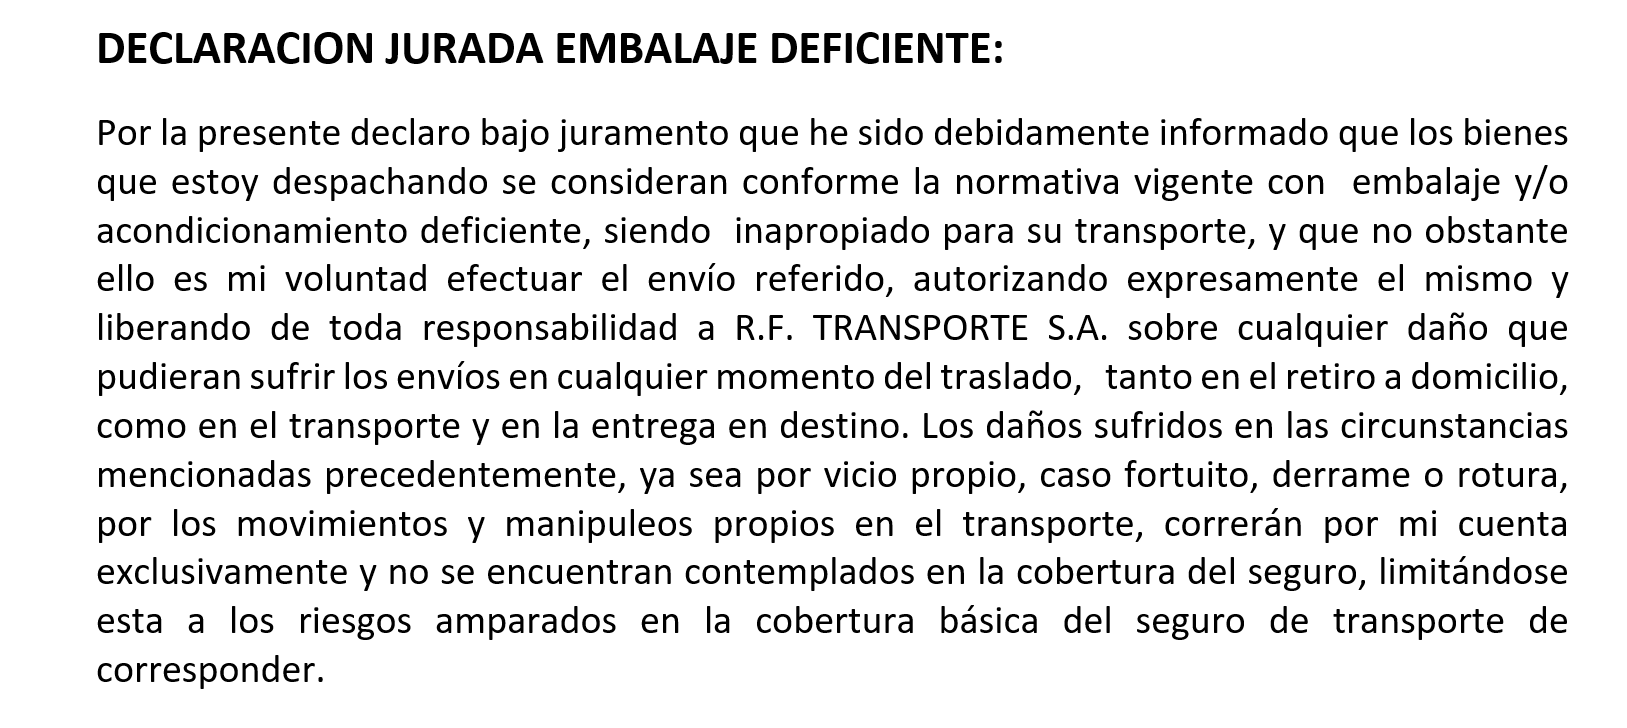 DECLARACION JURADA EMBALAJE DEFICIENTE:
Por la presente declaro bajo juramento que he sido debidamente informado que los bienes
que estoy despachando se consideran conforme la normativa vigente con  embalaje y/o
acondicionamiento deficiente, siendo  inapropiado para su transporte, y que no obstante
ello es mi voluntad efectuar el envío referido, autorizando expresamente el mismo y
liberando de toda responsabilidad a R.F. TRANSPORTE S.A. sobre cualquier daño que
pudieran sufrir los envíos en cualquier momento del traslado,  tanto en el retiro a domicilio,
como en el transporte y en la entrega en destino. Los daños sufridos en las circunstancias
mencionadas precedentemente, ya sea por vicio propio, caso fortuito, derrame o rotura,
por los movimientos y manipuleos propios en el transporte, correrán por mi cuenta
exclusivamente y no se encuentran contemplados en la cobertura del seguro, limitándose
esta a los riesgos amparados en la cobertura básica del seguro de transporte de
corresponder.